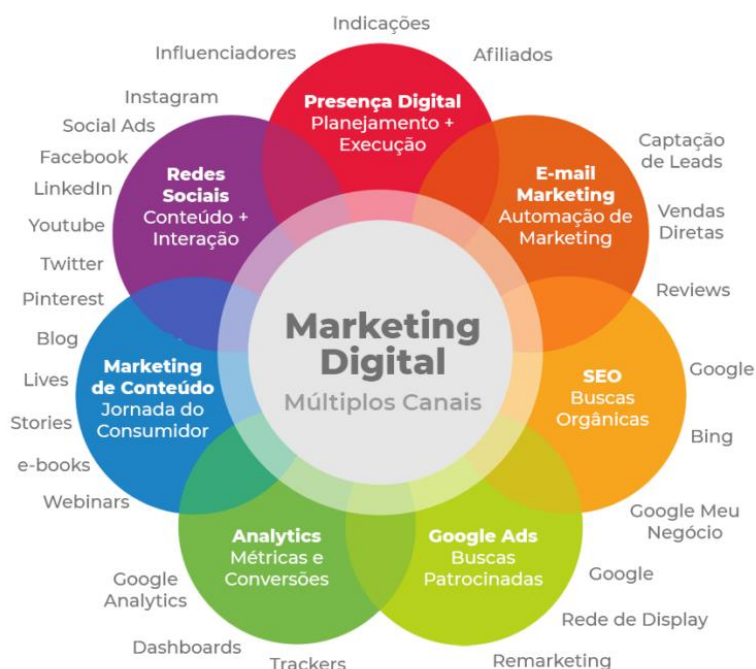 Marketing
Digital
Múltiplos Canais
Presença Digital
Planejamento +
Execução
Influenciadores
Indicações
Afiliados
E-mail
Marketing
Automação de
Marketing
Captação
de Leads
Vendas
Diretas
Reviews
SEO
Buscas
Orgânicas
Google
Bing
Google Meu
Negócio
Google Ads
Buscas
Patrocinadas
Google
Rede de Display
Remarketing
Analytics
Métricas e
Conversões
Google
Analytics
Dashboards
Trackers
Marketing
de Conteúdo
Jornada do
Consumidor
Blog
Lives
Stories
e-books
Webinars
Redes
Sociais
Conteúdo +
Interação
Instagram
Social Ads
Facebook
LinkedIn
Youtube
Twitter
Pinterest